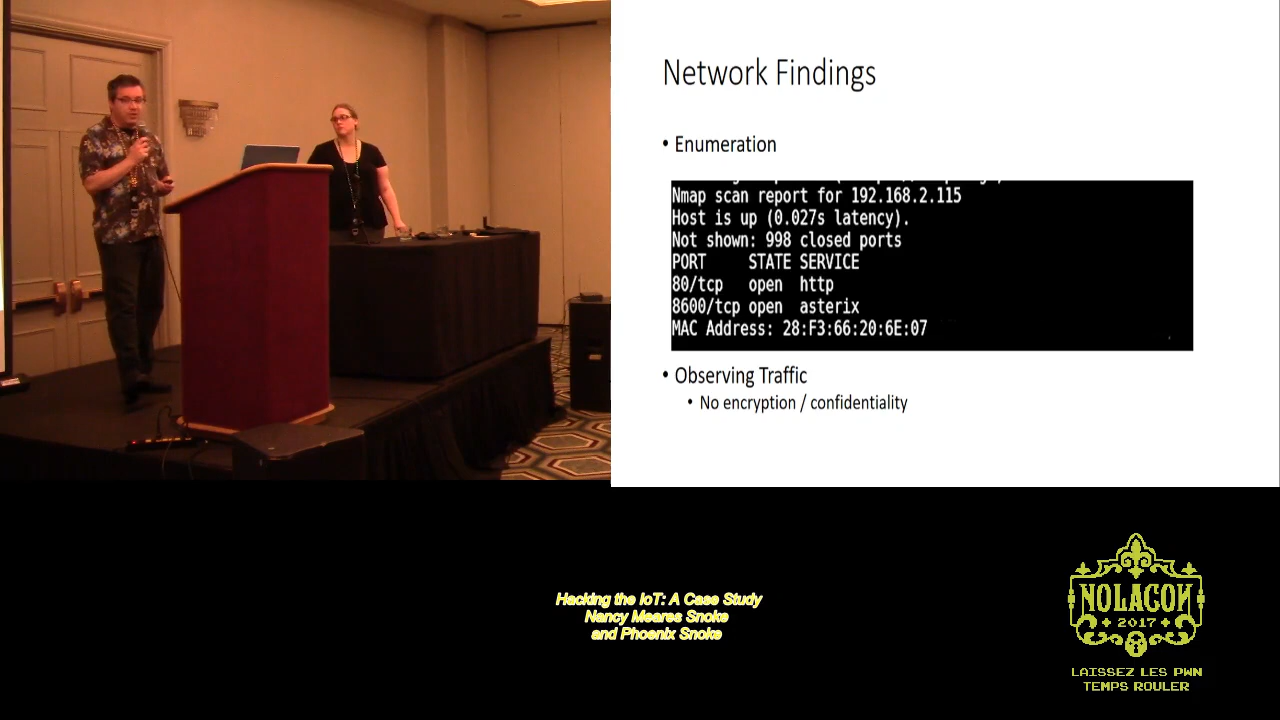 Network Findings
• Enumeration
Nmap scan report for 192.168.2.115
Host is up (0.027s latency).
Not shown: 998 closed ports
PORT     STATE SERVICE
80/tcp   open  http
8600/tcp open  asterix
MAC Address: 28:F3:66:20:6E:07
• Observing Traffic
• No encryption / confidentiality
Hacking the IoT: A Case Study
Nancy Meares Snoke
and Phoenix Snoke
NOLACON
2017
LAISSEZ LES PWN
TEMPS ROULER